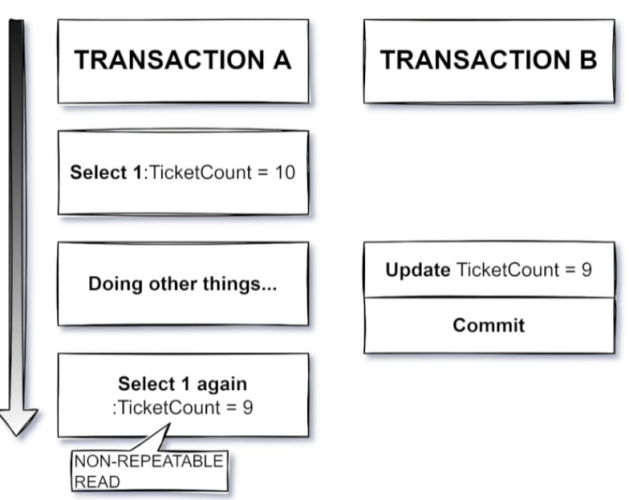 TRANSACTION A
TRANSACTION B
Select 1:TicketCount = 10
Doing other things...
Update TicketCount = 9
Commit
Select 1 again
:TicketCount = 9
NON-REPEATABLE
READ